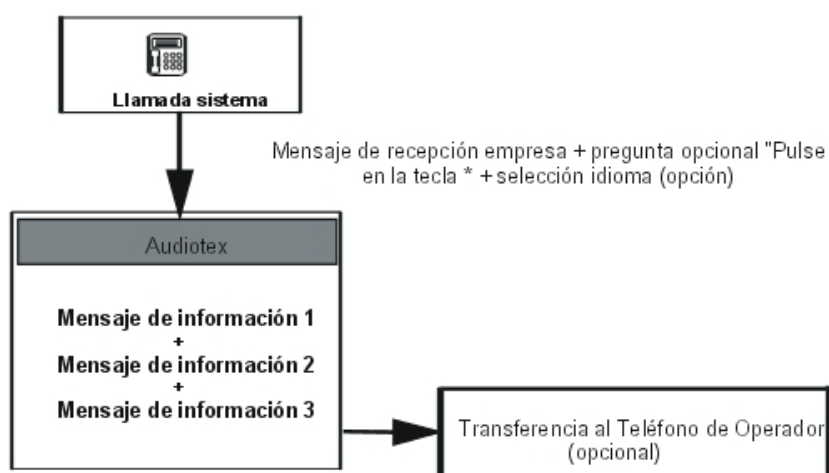 Llamada sistema
Mensaje de recepción empresa + pregunta opcional "Pulse
en la tecla * + selección idioma (opción)
Audiotex
Mensaje de información 1
+
Mensaje de información 2
+
Mensaje de información 3
Transferencia al Teléfono de Operador
(opcional)